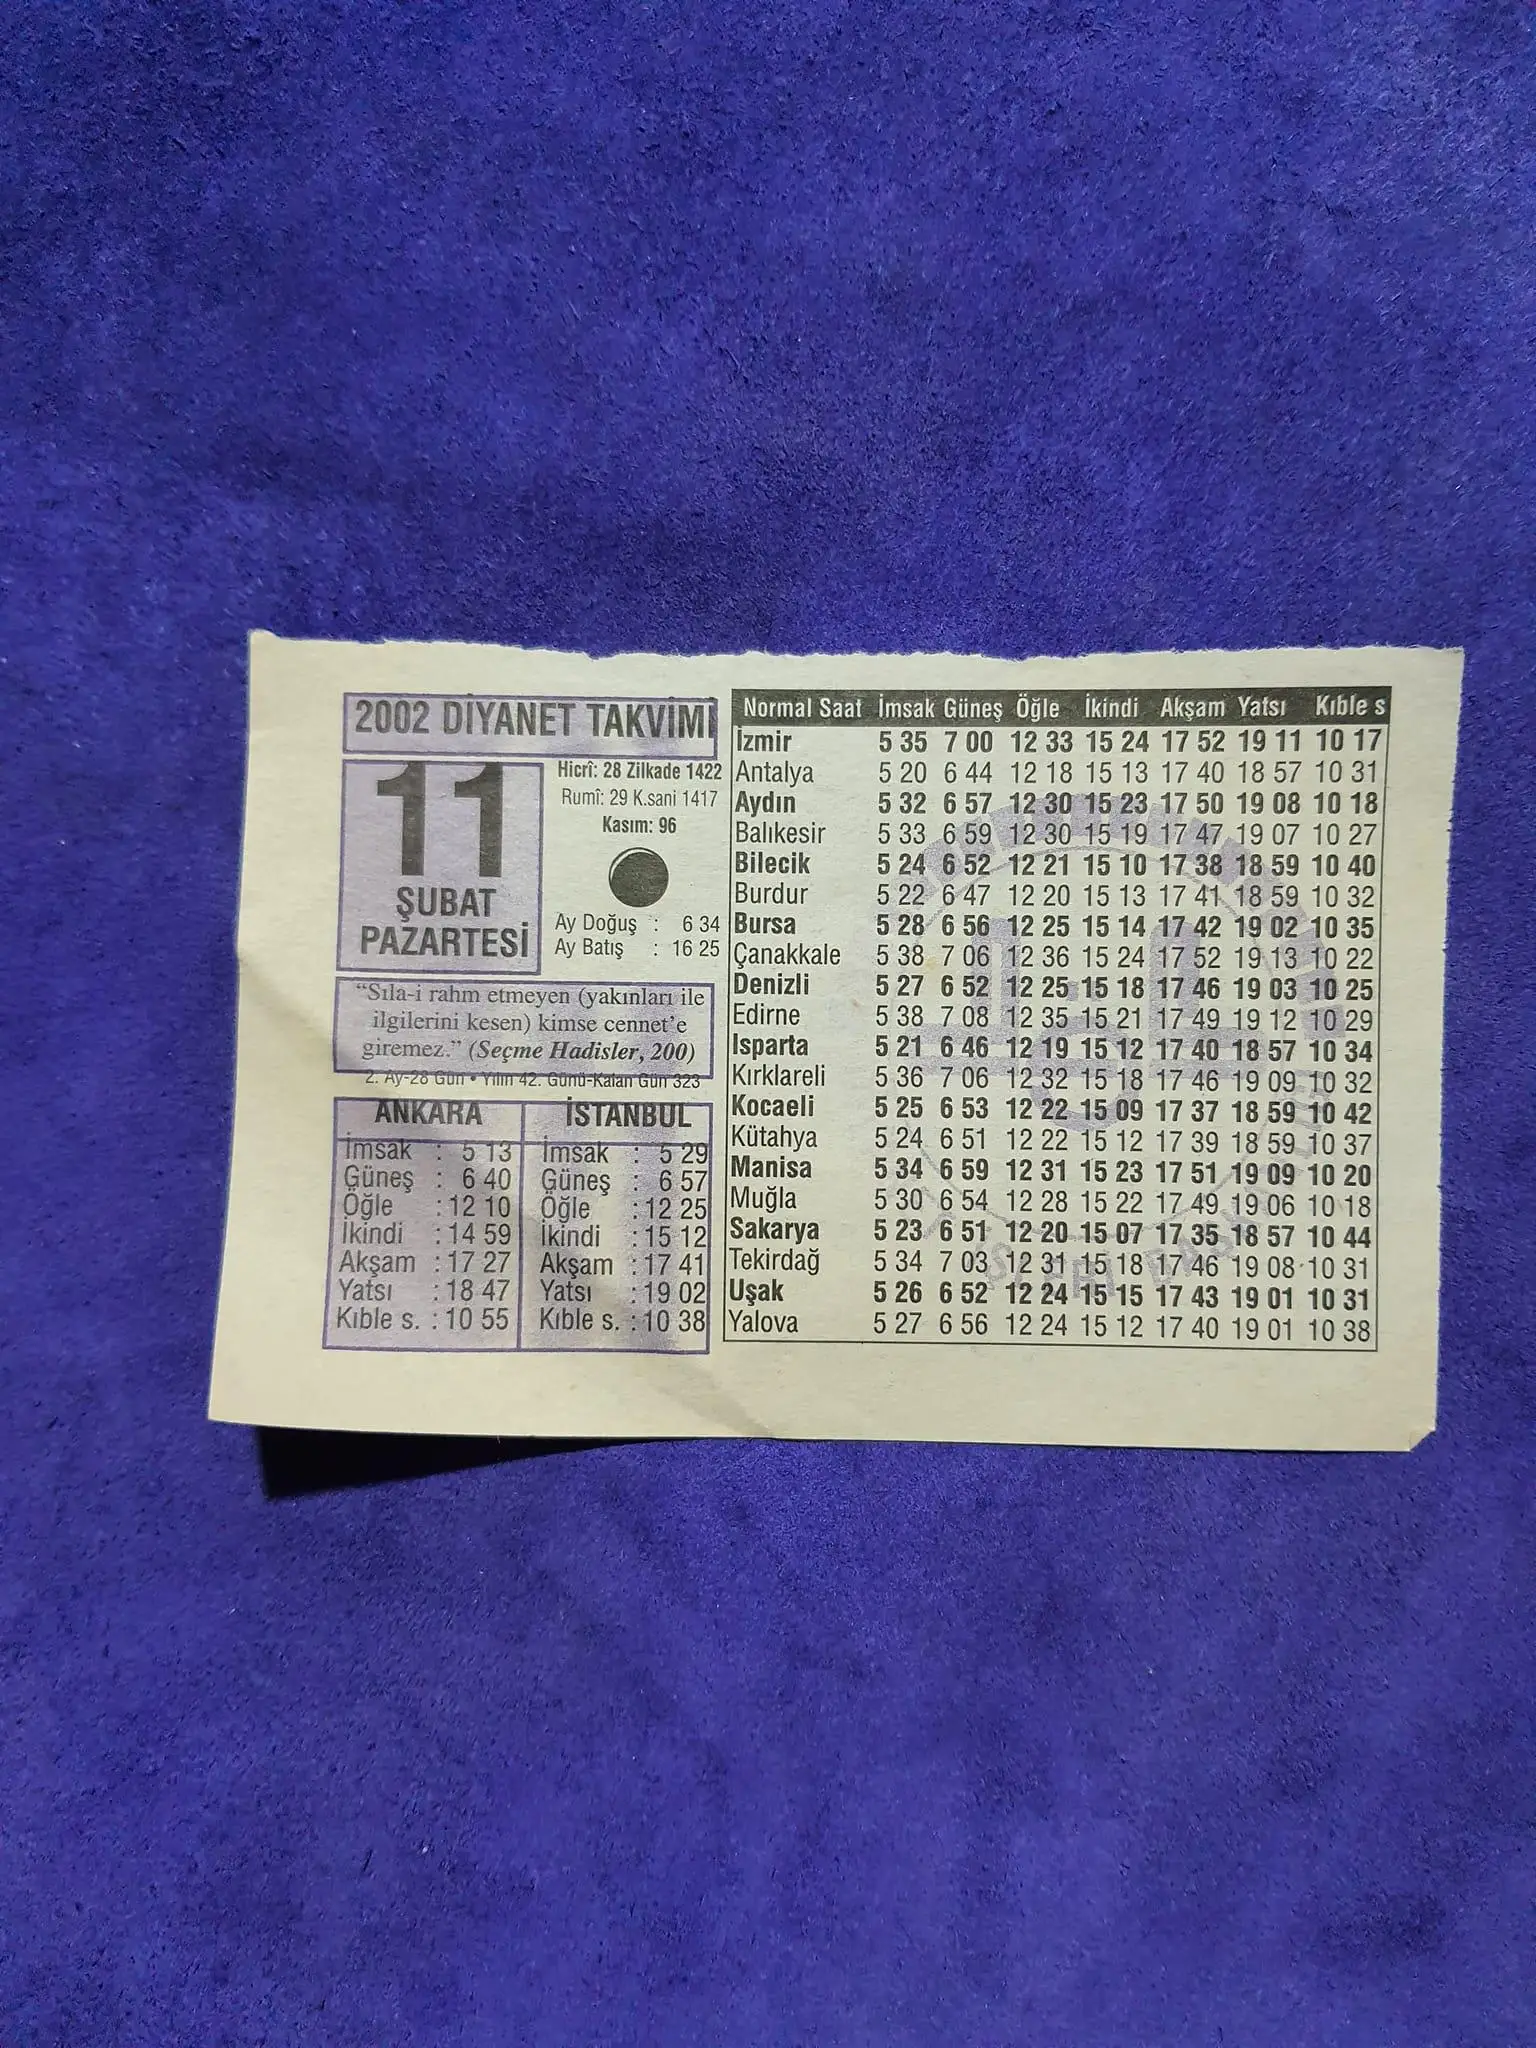 2002 DİYANET TAKVİMİ
11
ŞUBAT
PAZARTESİ
Hicrî: 28 Zilkade 1422
Rumî: 29 K.sani 1417
Kasım: 96
Ay Doğuş : 6 34
Ay Batış : 16 25
“Sıla-i rahm etmeyen (yakınları ile
ilgilerini kesen) kimse cennet’e
giremez.” (Seçme Hadisler, 200)
2. Ay-28 Gün • Yılın 42. Günü-Kalan Gün 323
ANKARA
İmsak : 5 13
Güneş : 6 40
Öğle : 12 10
İkindi : 14 59
Akşam : 17 27
Yatsı : 18 47
Kıble s. : 10 55
İSTANBUL
İmsak : 5 29
Güneş : 6 57
Öğle : 12 25
İkindi : 15 12
Akşam : 17 41
Yatsı : 19 02
Kıble s. : 10 38
Normal Saat İmsak Güneş Öğle İkindi Akşam Yatsı Kıble s
İzmir 5 35 7 00 12 33 15 24 17 52 19 11 10 17
Antalya 5 20 6 44 12 18 15 13 17 40 18 57 10 31
Aydın 5 32 6 57 12 30 15 23 17 50 19 08 10 18
Balıkesir 5 33 6 59 12 30 15 19 17 47 19 07 10 27
Bilecik 5 24 6 52 12 21 15 10 17 38 18 59 10 40
Burdur 5 22 6 47 12 20 15 13 17 41 18 59 10 32
Bursa 5 28 6 56 12 25 15 14 17 42 19 02 10 35
Çanakkale 5 38 7 06 12 36 15 24 17 52 19 13 10 22
Denizli 5 27 6 52 12 25 15 18 17 46 19 03 10 25
Edirne 5 38 7 08 12 35 15 21 17 49 19 12 10 29
Isparta 5 21 6 46 12 19 15 12 17 40 18 57 10 34
Kırklareli 5 36 7 06 12 32 15 18 17 46 19 09 10 32
Kocaeli 5 25 6 53 12 22 15 09 17 37 18 59 10 42
Kütahya 5 24 6 51 12 22 15 12 17 39 18 59 10 37
Manisa 5 34 6 59 12 31 15 23 17 51 19 09 10 20
Muğla 5 30 6 54 12 28 15 22 17 49 19 06 10 18
Sakarya 5 23 6 51 12 20 15 07 17 35 18 57 10 44
Tekirdağ 5 34 7 03 12 31 15 18 17 46 19 08 10 31
Uşak 5 26 6 52 12 24 15 15 17 43 19 01 10 31
Yalova 5 27 6 56 12 24 15 12 17 40 19 01 10 38